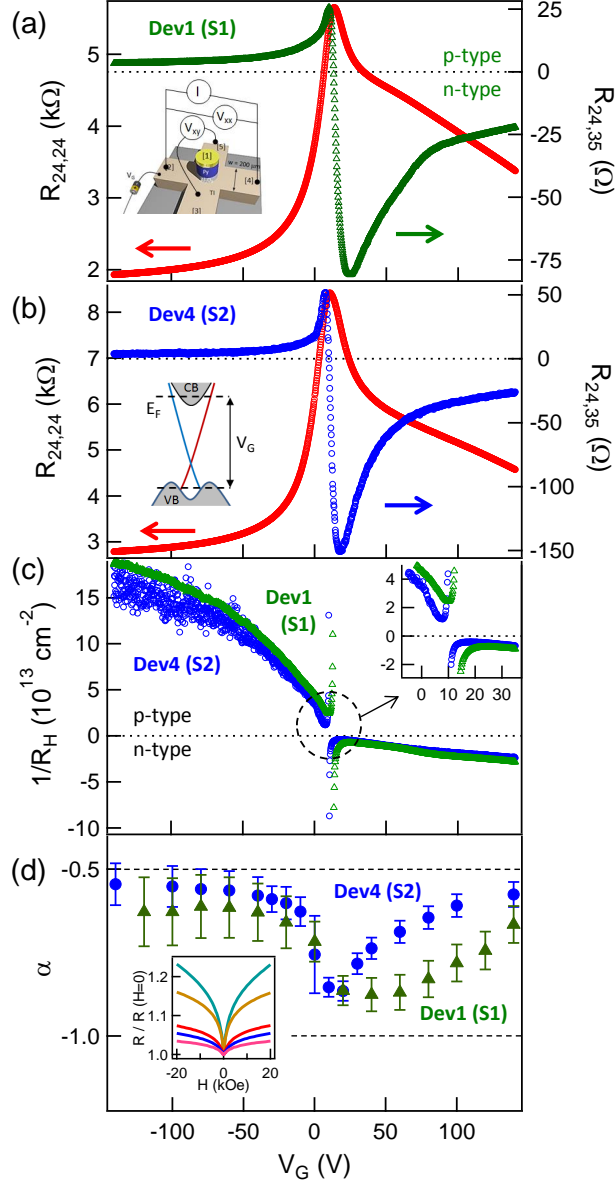 (a)
Dev1 (S1)
p-type
n-type
R24,24 (kΩ)
5
4
3
2
25
0
-25
-50
-75
R24,35 (Ω)
I
Vxx
Vxy
[5]
[1]
Py
w = 200 μm
VG
[2]
[4]
TI
[3]
(b)
Dev4 (S2)
R24,24 (kΩ)
8
7
6
5
4
3
50
0
-50
-100
-150
R24,35 (Ω)
CB
EF
VG
VB
(c)
Dev1
(S1)
Dev4 (S2)
p-type
n-type
1/RH (10^13 cm^-2)
15
10
5
0
-5
-10
4
2
0
-2
0
10
20
30
(d)
Dev4 (S2)
Dev1 (S1)
α
-0.5
-1.0
R / R (H=0)
1.2
1.1
1.0
-20
0
20
H (kOe)
-100
-50
0
50
100
VG (V)